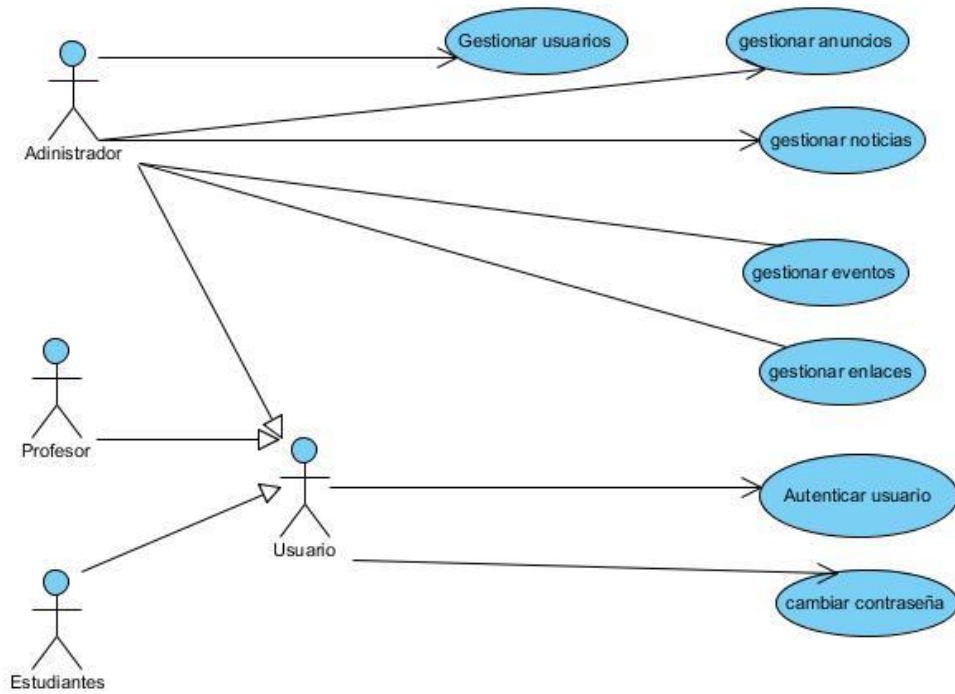 Gestionar usuarios
gestionar anuncios
Adinistrador
gestionar noticias
gestionar eventos
gestionar enlaces
Profesor
Usuario
Autenticar usuario
cambiar contraseña
Estudiantes